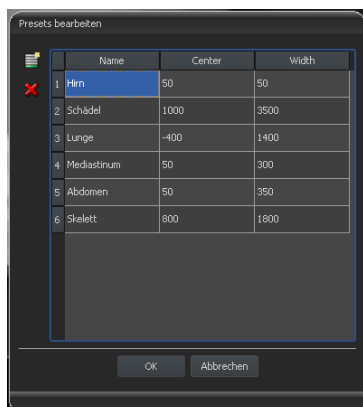 Presets bearbeiten
Name Center Width
1 Hirn 50 50
2 Schädel 1000 3500
3 Lunge -400 1400
4 Mediastinum 50 300
5 Abdomen 50 350
6 Skelett 800 1800
OK Abbrechen